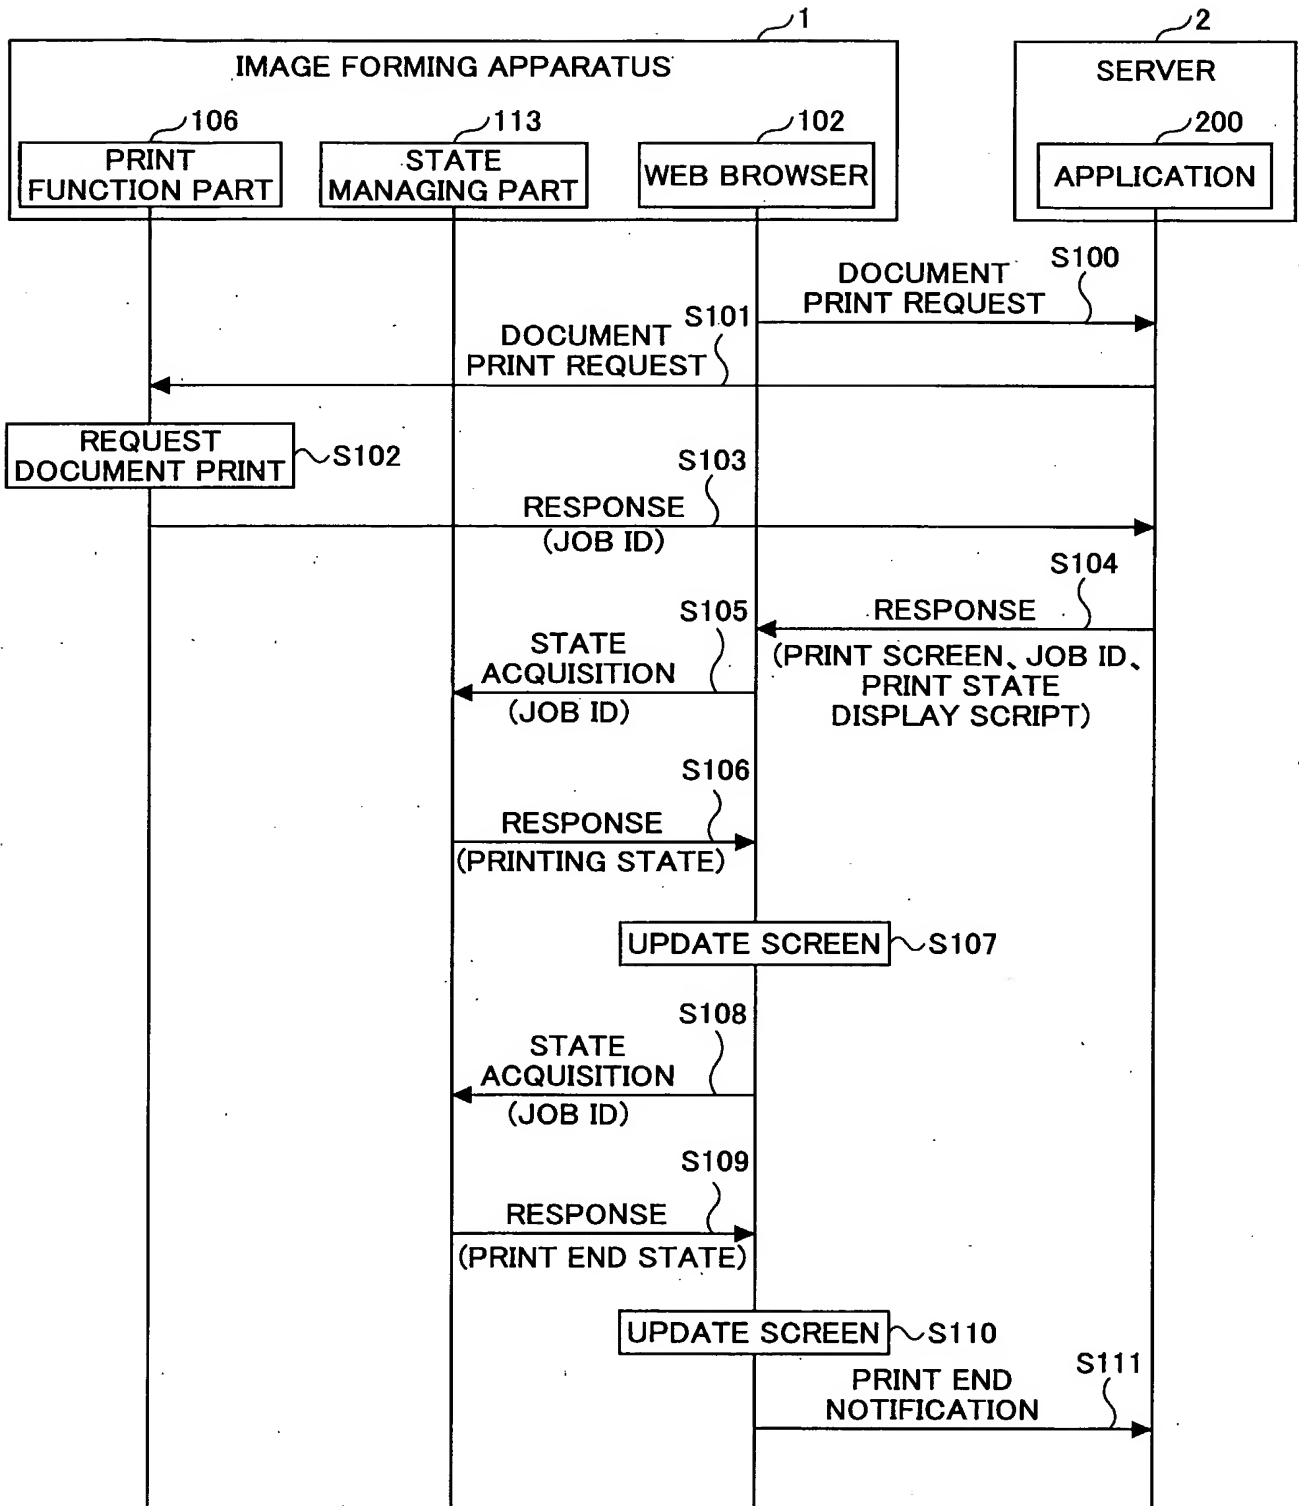 1
2
IMAGE FORMING APPARATUS
SERVER
106
113
102
200
PRINT
FUNCTION PART
STATE
MANAGING PART
WEB BROWSER
APPLICATION
S100
DOCUMENT
PRINT REQUEST
S101
DOCUMENT
PRINT REQUEST
REQUEST
DOCUMENT PRINT
S102
S103
RESPONSE
(JOB ID)
S104
RESPONSE
(PRINT SCREEN、JOB ID、
PRINT STATE
DISPLAY SCRIPT)
S105
STATE
ACQUISITION
(JOB ID)
S106
RESPONSE
(PRINTING STATE)
UPDATE SCREEN
S107
S108
STATE
ACQUISITION
(JOB ID)
S109
RESPONSE
(PRINT END STATE)
UPDATE SCREEN
S110
S111
PRINT END
NOTIFICATION